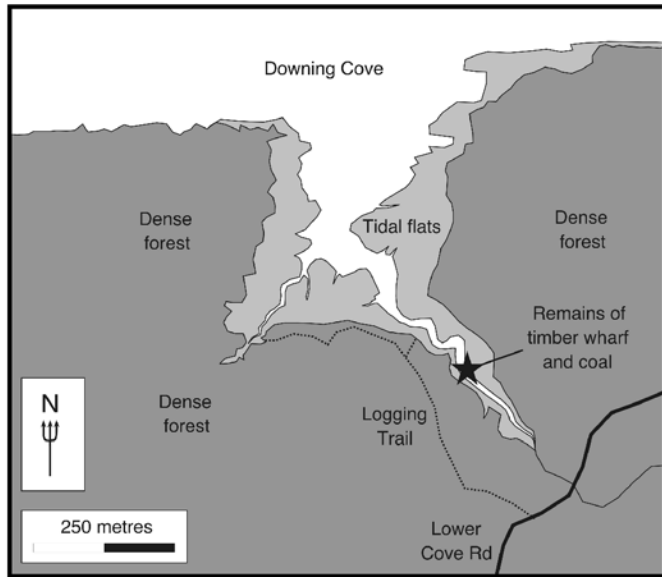 Downing Cove
Dense
forest
Tidal flats
Dense
forest
Remains of
timber wharf
and coal
Dense
forest
N
Logging
Trail
250 metres
Lower
Cove Rd